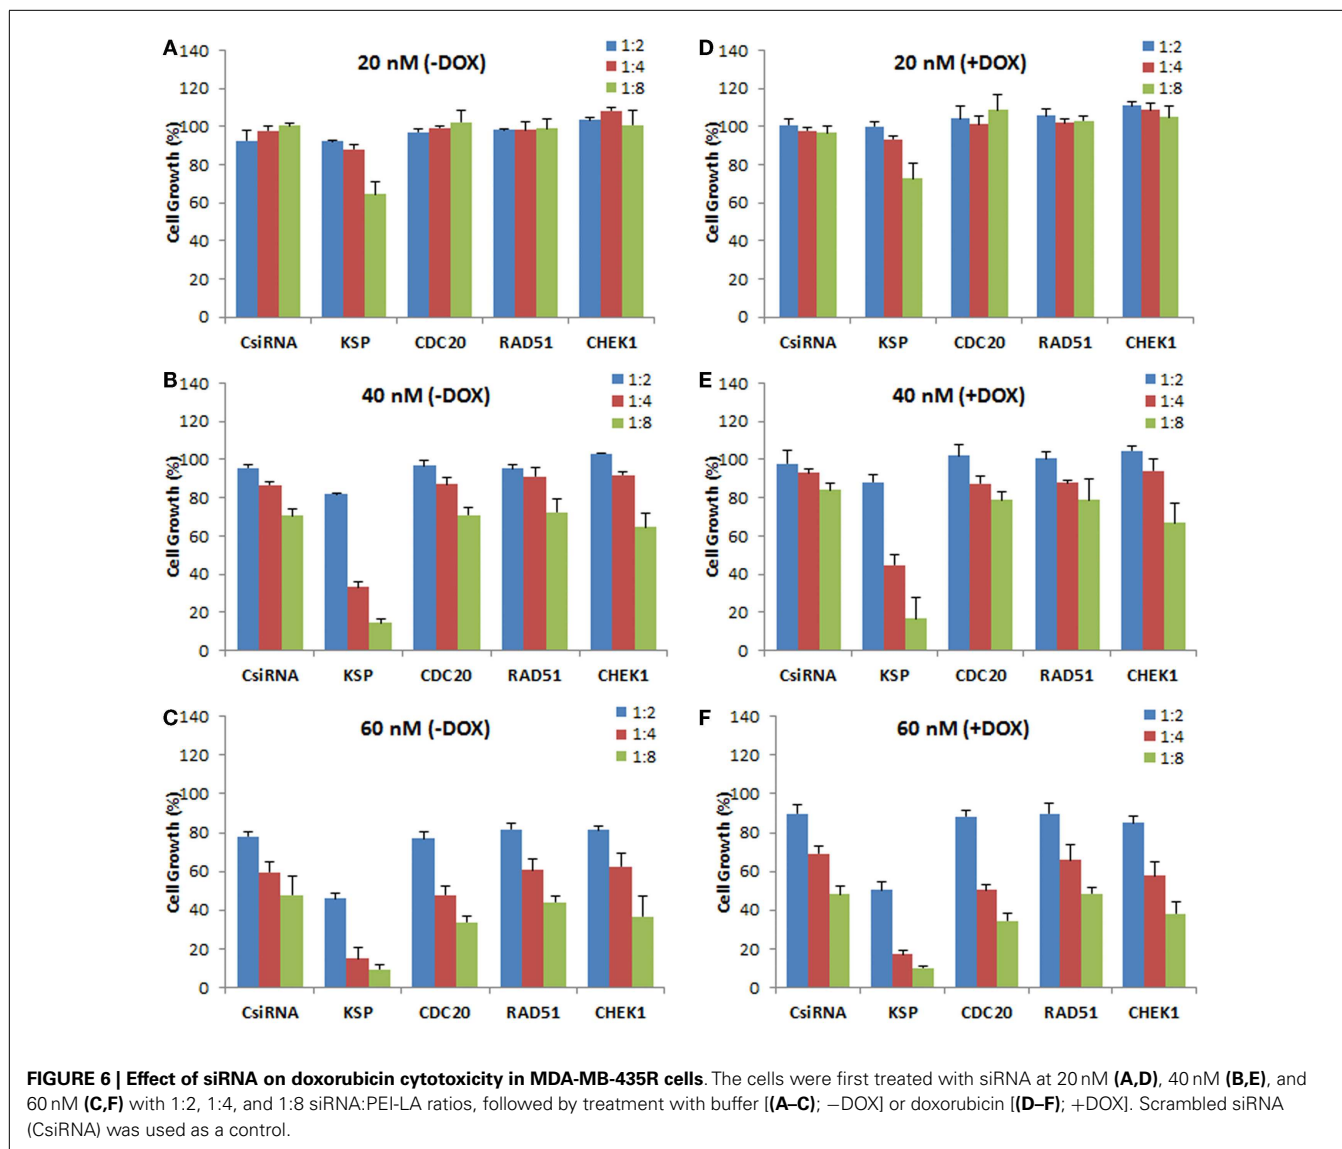 A
20 nM (-DOX)
1:2
1:4
1:8
Cell Growth (%)
140
120
100
80
60
40
20
0
CsiRNA KSP CDC20 RAD51 CHEK1
D
20 nM (+DOX)
1:2
1:4
1:8
Cell Growth (%)
140
120
100
80
60
40
20
0
CsiRNA KSP CDC20 RAD51 CHEK1
B
40 nM (-DOX)
1:2
1:4
1:8
Cell Growth (%)
140
120
100
80
60
40
20
0
CsiRNA KSP CDC20 RAD51 CHEK1
E
40 nM (+DOX)
1:2
1:4
1:8
Cell Growth (%)
140
120
100
80
60
40
20
0
CsiRNA KSP CDC20 RAD51 CHEK1
C
60 nM (-DOX)
1:2
1:4
1:8
Cell Growth (%)
140
120
100
80
60
40
20
0
CsiRNA KSP CDC20 RAD51 CHEK1
F
60 nM (+DOX)
1:2
1:4
1:8
Cell Growth (%)
140
120
100
80
60
40
20
0
CsiRNA KSP CDC20 RAD51 CHEK1
FIGURE 6 | Effect of siRNA on doxorubicin cytotoxicity in MDA-MB-435R cells. The cells were first treated with siRNA at 20 nM (A,D), 40 nM (B,E), and
60 nM (C,F) with 1:2, 1:4, and 1:8 siRNA:PEI-LA ratios, followed by treatment with buffer [(A–C); −DOX] or doxorubicin [(D–F); +DOX]. Scrambled siRNA
(CsiRNA) was used as a control.